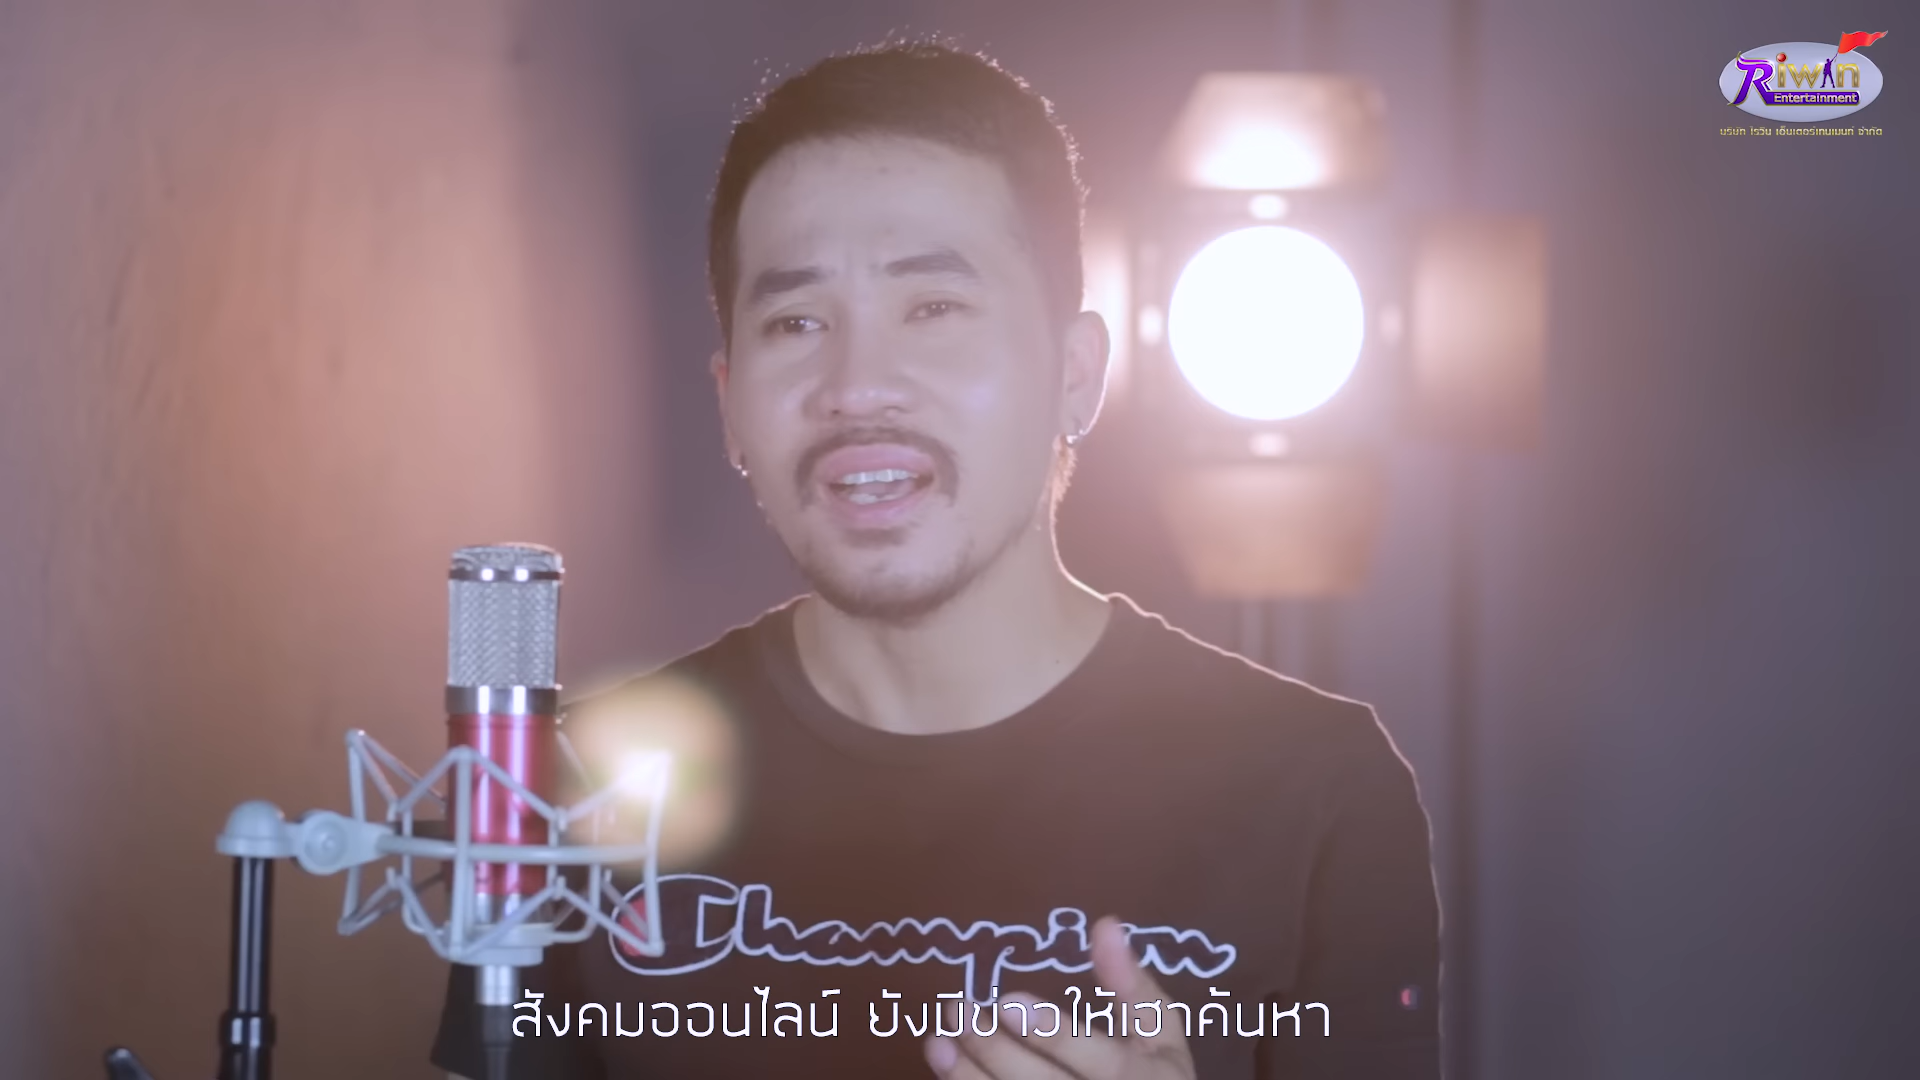 Riwin
Entertainment
บริษัท ไรวิน เอ็นเตอร์เทนเมนท์ จำกัด
Champion
สังคมออนไลน์ ยังมีข่าวให้เฮาค้นหา